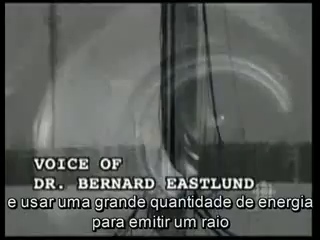 VOICE OF
DR. BERNARD EASTLUND
e usar uma grande quantidade de energia
para emitir um raio